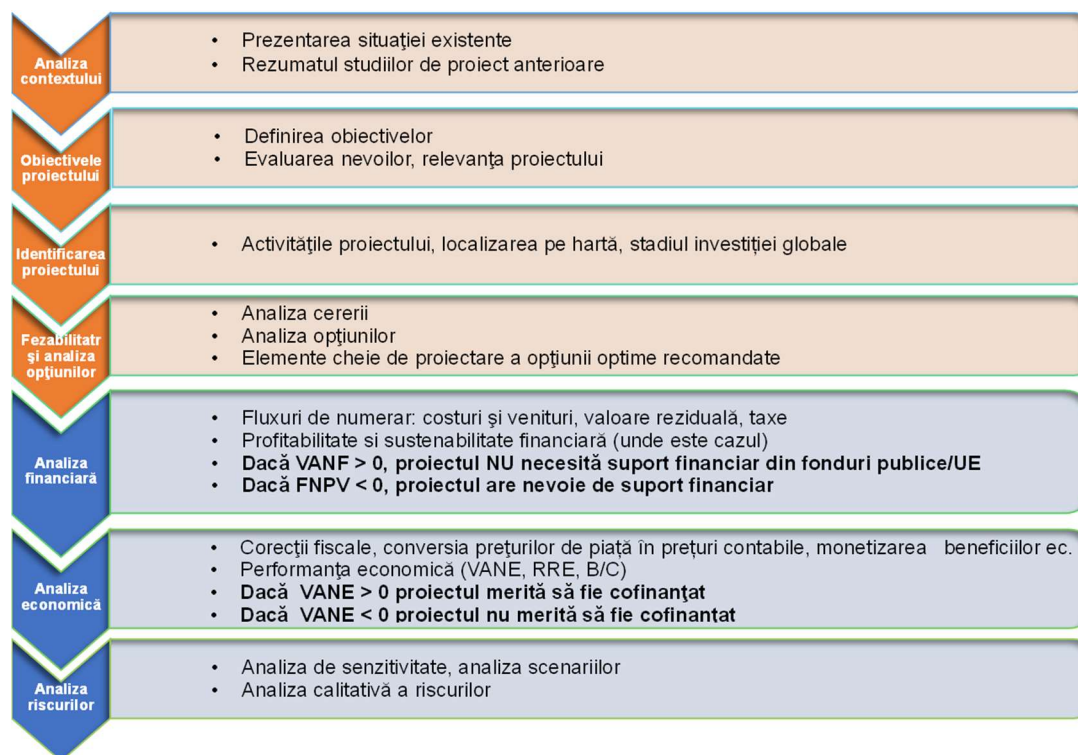 Analiza
contextului
• Prezentarea situației existente
• Rezumatul studiilor de proiect anterioare
Obiectivele
proiectului
• Definirea obiectivelor
• Evaluarea nevoilor, relevanţa proiectului
Identificarea
proiectului
• Activităţile proiectului, localizarea pe hartă, stadiul investiţiei globale
Fezabilitatr
şi analiza
opţiunilor
• Analiza cererii
• Analiza opţiunilor
• Elemente cheie de proiectare a opţiunii optime recomandate
Analiza
financiară
• Fluxuri de numerar: costuri şi venituri, valoare reziduală, taxe
• Profitabilitate si sustenabilitate financiară (unde este cazul)
• Dacă VANF > 0, proiectul NU necesită suport financiar din fonduri publice/UE
• Dacă FNPV < 0, proiectul are nevoie de suport financiar
Analiza
economică
• Corecţii fiscale, conversia preţurilor de piaţă în prețuri contabile, monetizarea beneficiilor ec.
• Performanţa economică (VANE, RRE, B/C)
• Dacă VANE > 0 proiectul merită să fie cofinanţat
• Dacă VANE < 0 proiectul nu merită să fie cofinanţat
Analiza
riscurilor
• Analiza de senzitivitate, analiza scenariilor
• Analiza calitativă a riscurilor